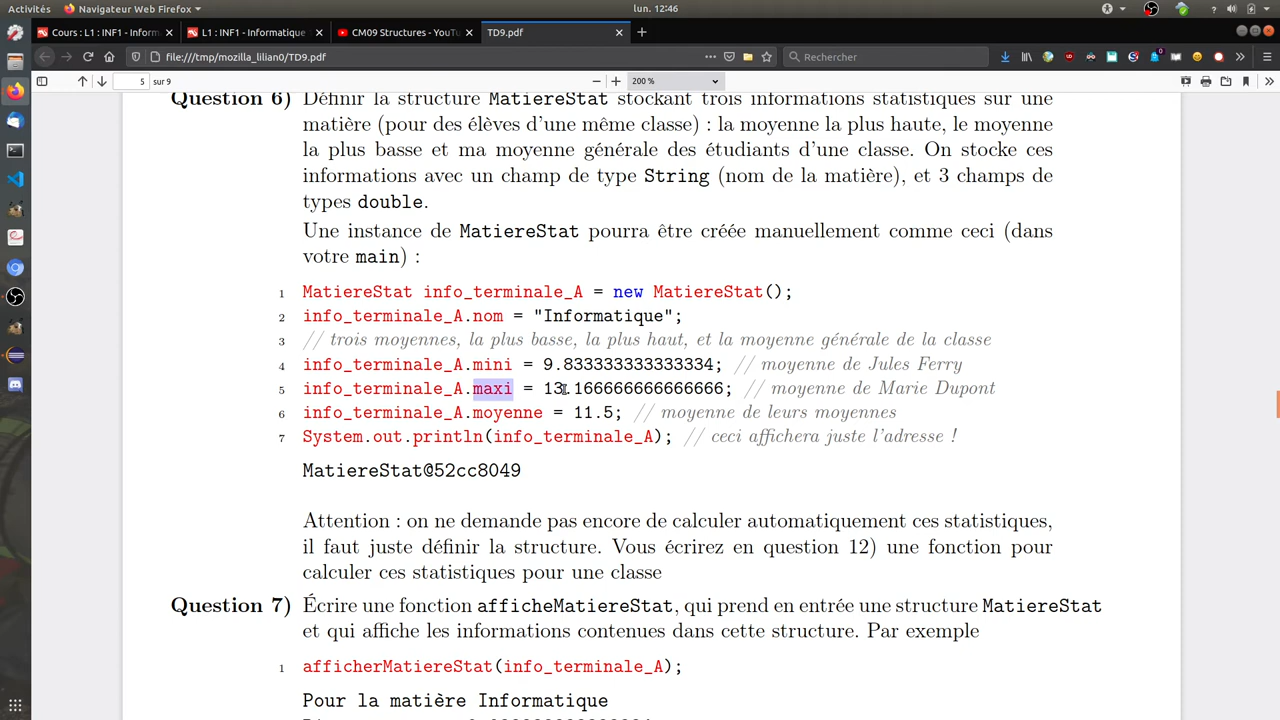 Activités
Navigateur Web Firefox
lun. 12:46
Cours : L1 : INF1 - Inform
L1 : INF1 - Informatique
CM09 Structures - YouTu
TD9.pdf
file:///tmp/mozilla_lilian0/TD9.pdf
Rechercher
5 sur 9
200 %
Question 6) Définir la structure MatiereStat stockant trois informations statistiques sur une
matière (pour des élèves d'une même classe) : la moyenne la plus haute, le moyenne
la plus basse et ma moyenne générale des étudiants d'une classe. On stocke ces
informations avec un champ de type String (nom de la matière), et 3 champs de
types double.
Une instance de MatiereStat pourra être créée manuellement comme ceci (dans
votre main) :
1 MatiereStat info_terminale_A = new MatiereStat();
2 info_terminale_A.nom = "Informatique";
3 // trois moyennes, la plus basse, la plus haut, et la moyenne générale de la classe
4 info_terminale_A.mini = 9.833333333333334; // moyenne de Jules Ferry
5 info_terminale_A.maxi = 13.166666666666666; // moyenne de Marie Dupont
6 info_terminale_A.moyenne = 11.5; // moyenne de leurs moyennes
7 System.out.println(info_terminale_A); // ceci affichera juste l'adresse !
MatiereStat@52cc8049
Attention : on ne demande pas encore de calculer automatiquement ces statistiques,
il faut juste définir la structure. Vous écrirez en question 12) une fonction pour
calculer ces statistiques pour une classe
Question 7) Écrire une fonction afficheMatiereStat, qui prend en entrée une structure MatiereStat
et qui affiche les informations contenues dans cette structure. Par exemple
1 afficherMatiereStat(info_terminale_A);
Pour la matière Informatique